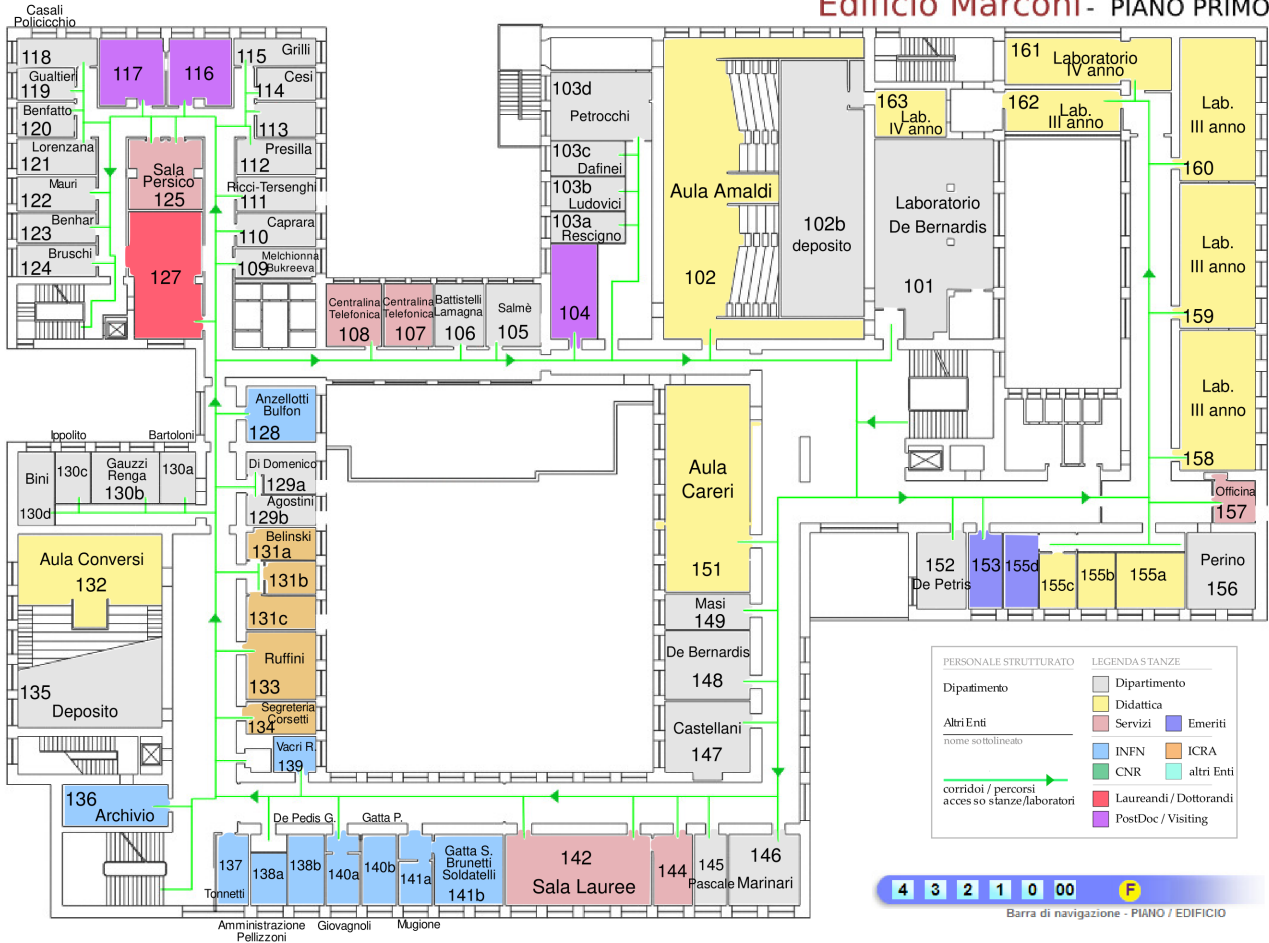 Edificio Marconi - PIANO PRIMO
Casali
Policicchio
118
117
116
115
Grilli
Gualtieri
119
Cesi
114
Benfatto
120
113
Lorenzana
121
Presilla
112
Mauri
122
Sala
Persico
125
Ricci-Tersenghi
111
Benhar
123
Caprara
110
Bruschi
124
127
Melchionna
Bukreeva
109
Centralina
Telefonica
108
Centralina
Telefonica
107
Battistelli
Lamagna
106
Salmè
105
103d
Petrocchi
103c
Dafinei
103b
Ludovici
103a
Rescigno
104
Aula Amaldi
102
102b
deposito
163
Lab.
IV anno
Laboratorio
De Bernardis
101
161
Laboratorio
IV anno
162
Lab.
III anno
Lab.
III anno
160
Lab.
III anno
159
Lab.
III anno
158
Officina
157
Anzellotti
Bulfon
128
Ippolito
Bartoloni
Bini
130d
130c
Gauzzi
Renga
130b
130a
Di Domenico
129a
Agostini
129b
Belinski
131a
131b
131c
Aula Conversi
132
Ruffini
133
135
Deposito
Segreteria
Corsetti
134
Vacri R.
139
136
Archivio
Aula
Careri
151
Masi
149
De Bernardis
148
Castellani
147
152
De Petris
153
155d
155c
155b
155a
Perino
156
De Pedis G.
Gatta P.
137
Tonnetti
138a
138b
140a
140b
141a
Gatta S.
Brunetti
Soldatelli
141b
142
Sala Lauree
144
145
Pascale
146
Marinari
Amministrazione
Pellizzoni
Giovagnoli
Mugione
PERSONALE STRUTTURATO
Dipatimento
Altri Enti
nome sottolineato
corridoi / percorsi
acces so stanze/laboratori
LEGENDA STANZE
Dipartimento
Didattica
Servizi
Emeriti
INFN
ICRA
CNR
altri Enti
Laureandi / Dottorandi
PostDoc / Visiting
4 3 2 1 0 00 F
Barra di navigazione - PIANO / EDIFICIO